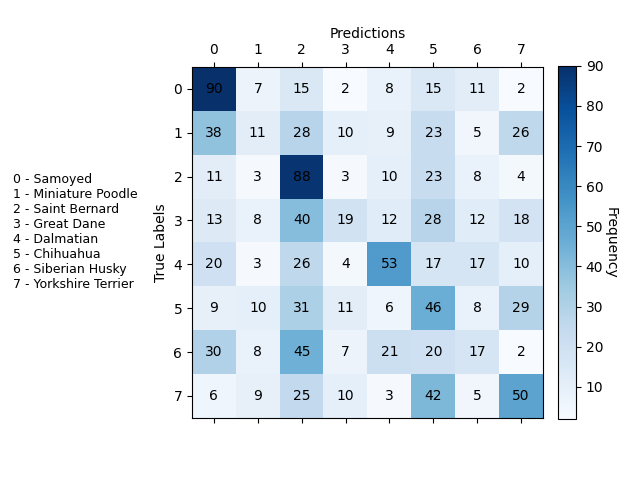 Predictions
0 1 2 3 4 5 6 7
0 90 7 15 2 8 15 11 2
1 38 11 28 10 9 23 5 26
2 11 3 88 3 10 23 8 4
3 13 8 40 19 12 28 12 18
4 20 3 26 4 53 17 17 10
5 9 10 31 11 6 46 8 29
6 30 8 45 7 21 20 17 2
7 6 9 25 10 3 42 5 50
True Labels
0 - Samoyed
1 - Miniature Poodle
2 - Saint Bernard
3 - Great Dane
4 - Dalmatian
5 - Chihuahua
6 - Siberian Husky
7 - Yorkshire Terrier
90
80
70
60
50
40
30
20
10
Frequency